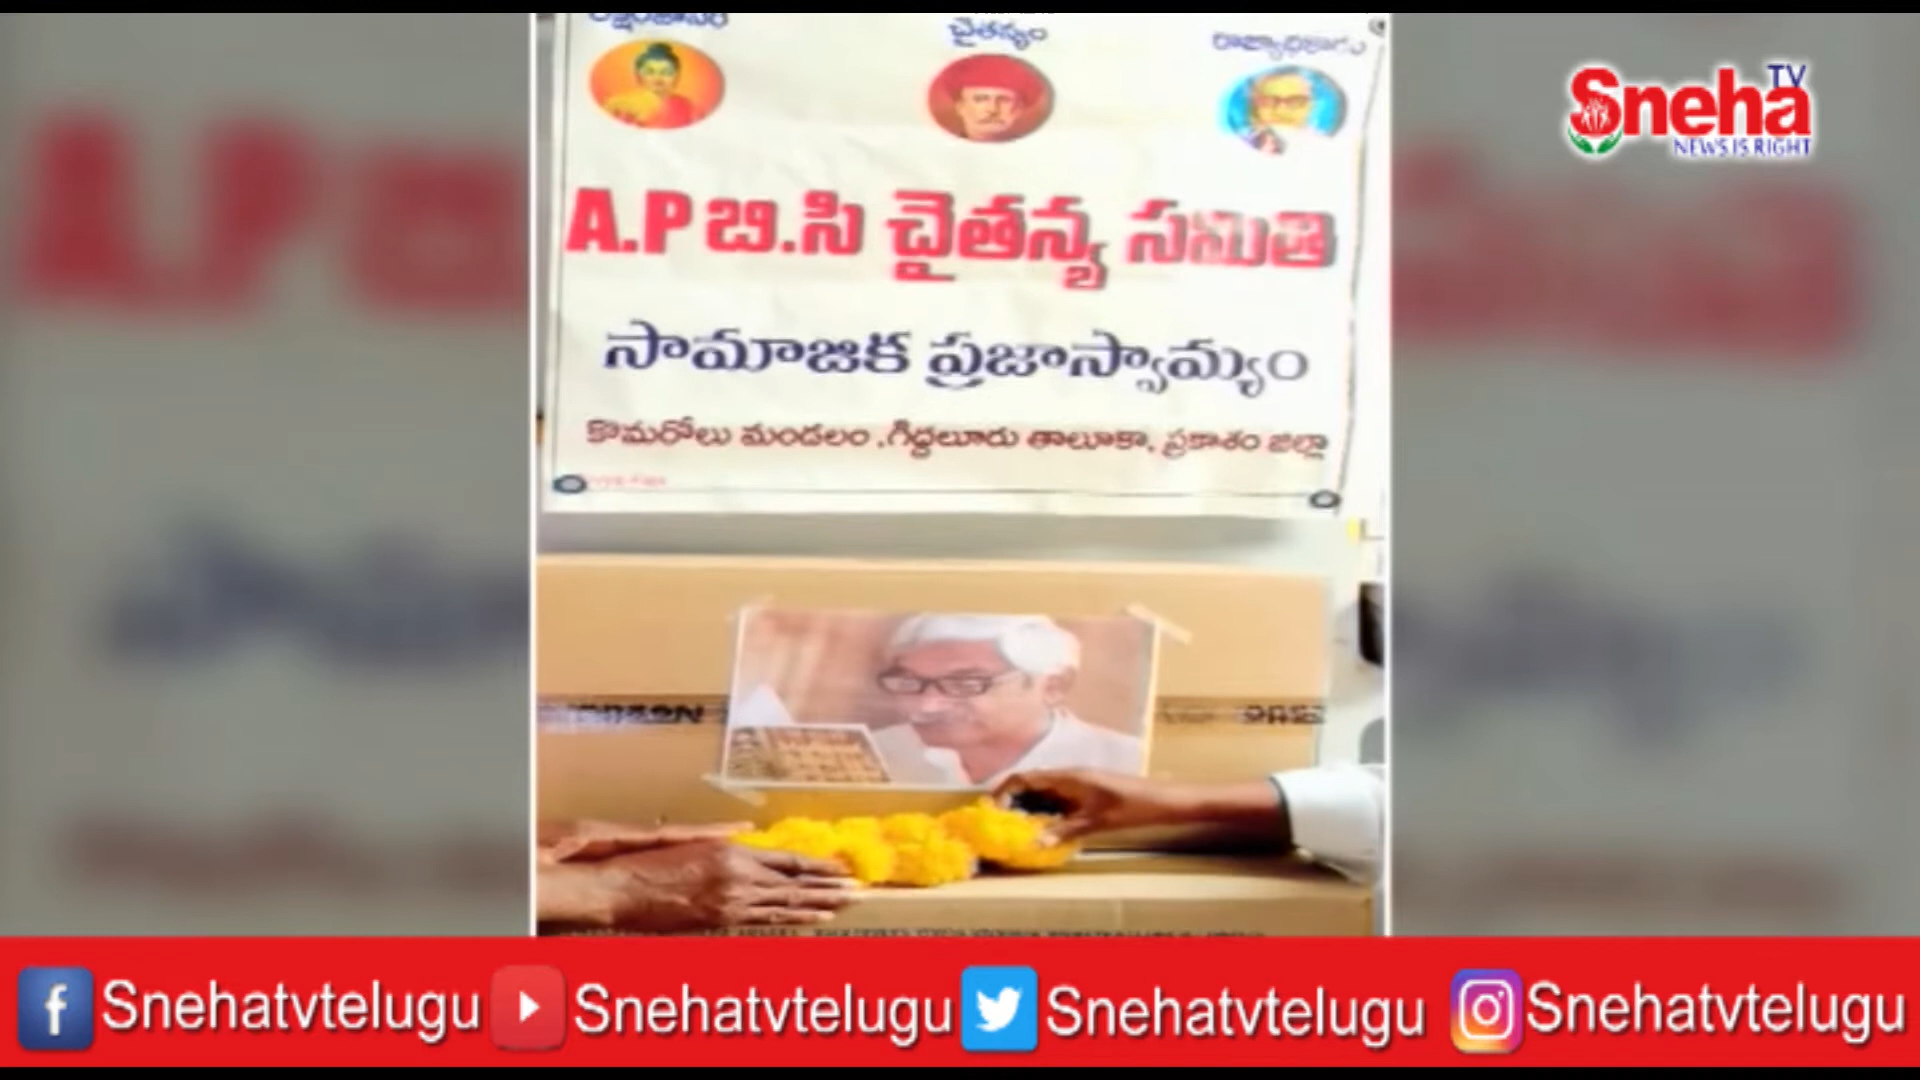 చైతన్యం
TV
Sneha
NEWS IS RIGHT
A.P బి.సి చైతన్య సమితి
సామాజిక ప్రజాస్వామ్యం
కొమరోలు మండలం ,గిద్దలూరు తాలూకా, ప్రకాశం జిల్లా
Snehatvtelugu Snehatvtelugu Snehatvtelugu Snehatvtelugu